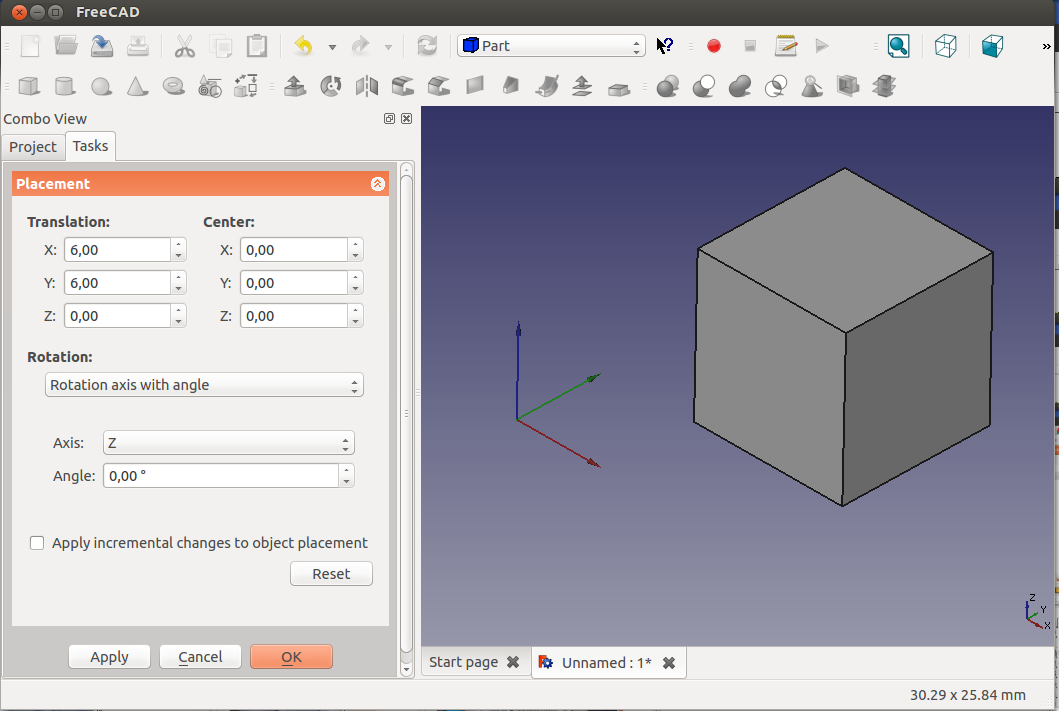 FreeCAD
Part
»
Combo View
Project Tasks
Placement
Translation: Center:
X: 6,00 X: 0,00
Y: 6,00 Y: 0,00
Z: 0,00 Z: 0,00
Rotation:
Rotation axis with angle
Axis: Z
Angle: 0,00 °
Apply incremental changes to object placement
Reset
Apply Cancel OK
Z
Y
X
Start page Unnamed : 1*
30.29 x 25.84 mm